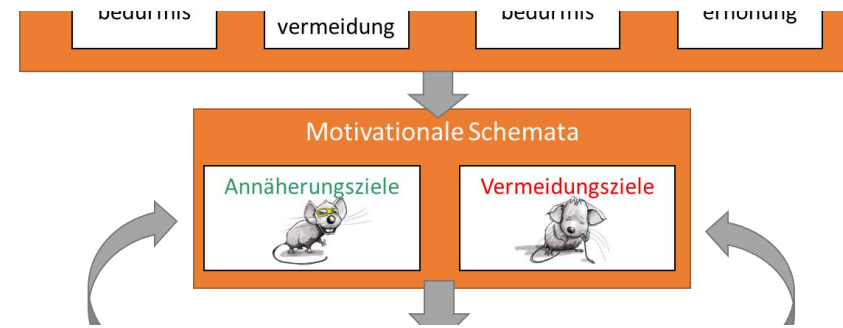 bedürfnis
vermeidung
bedürfnis
erhöhung
Motivationale Schemata
Annäherungsziele
Vermeidungsziele